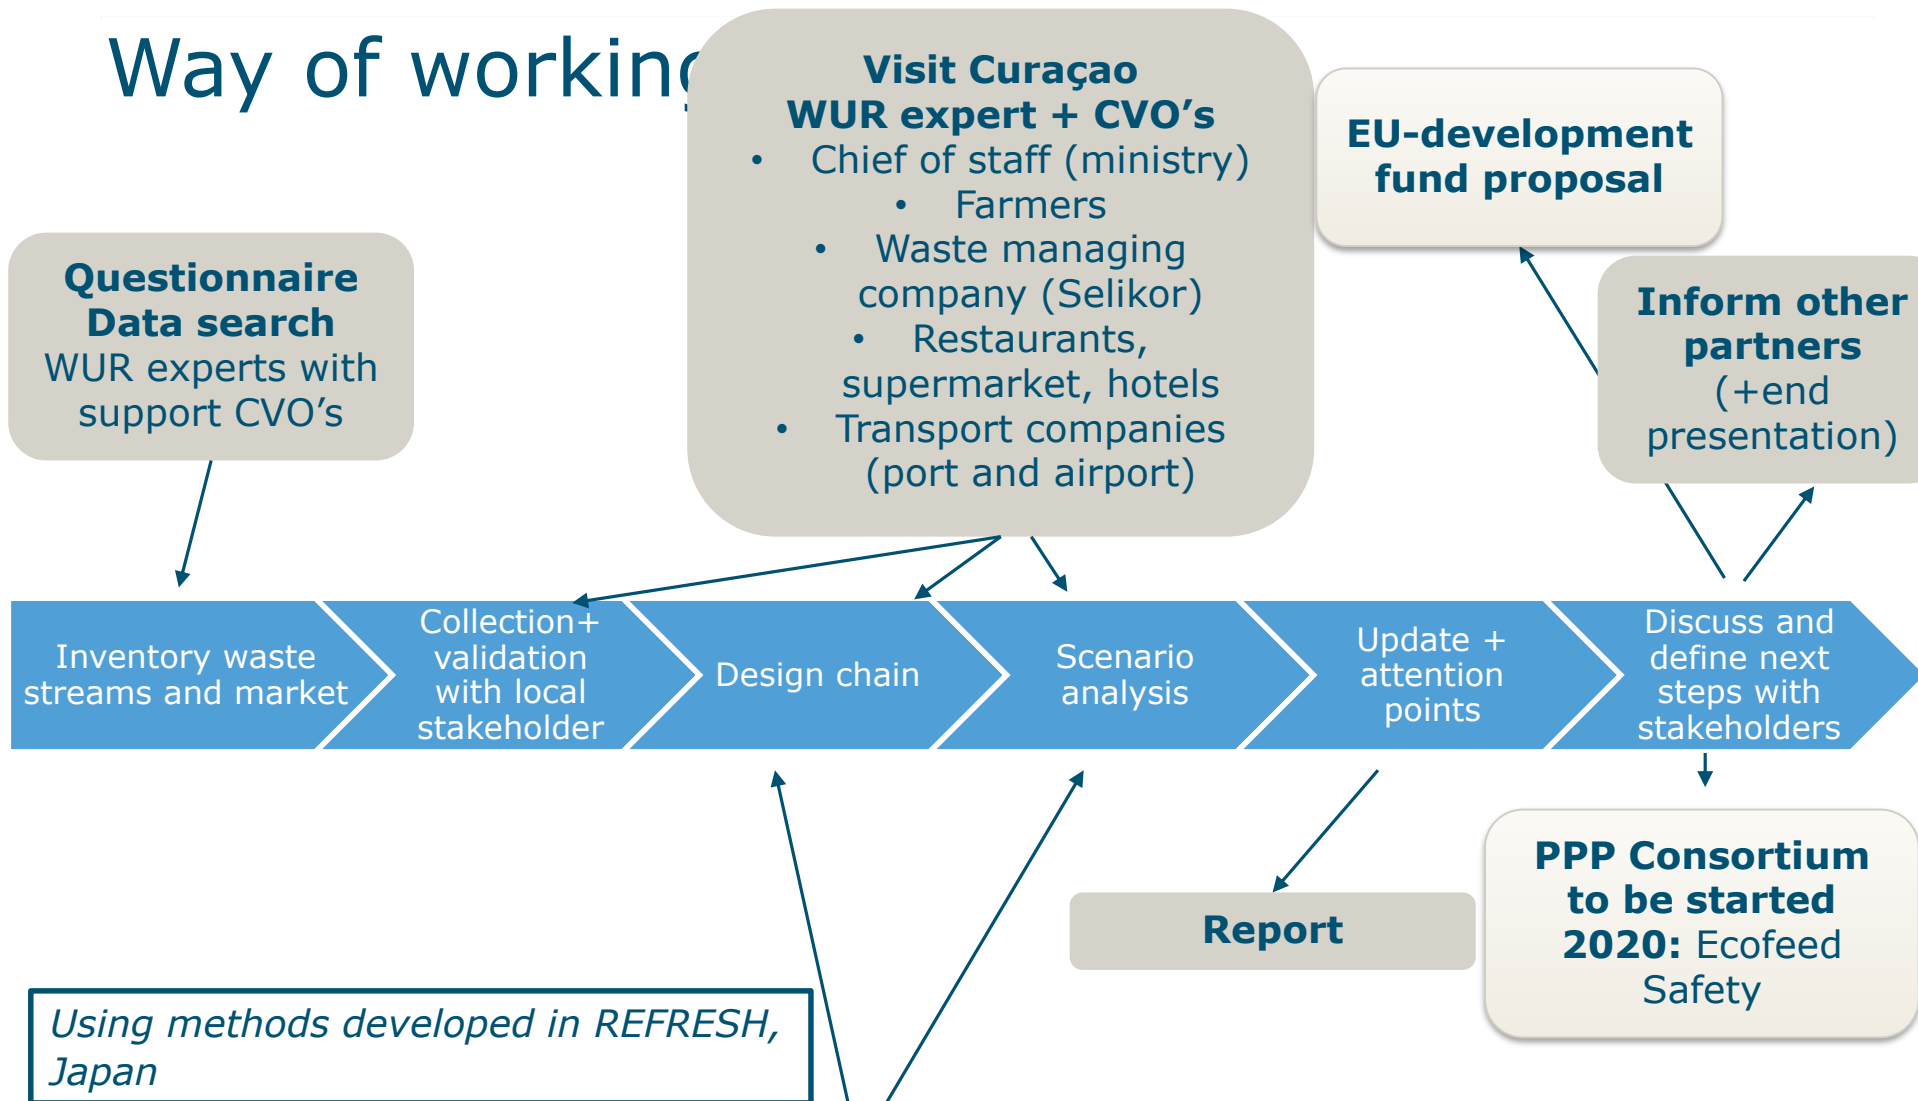 Way of working
Visit Curaçao
WUR expert + CVO’s
• Chief of staff (ministry)
• Farmers
• Waste managing
company (Selikor)
• Restaurants,
supermarket, hotels
• Transport companies
(port and airport)
EU–development
fund proposal
Questionnaire
Data search
WUR experts with
support CVO’s
Inform other
partners
(+end
presentation)
Inventory waste
streams and market
Collection+
validation
with local
stakeholder
Design chain
Scenario
analysis
Update +
attention
points
Discuss and
define next
steps with
stakeholders
Report
PPP Consortium
to be started
2020: Ecofeed
Safety
Using methods developed in REFRESH,
Japan